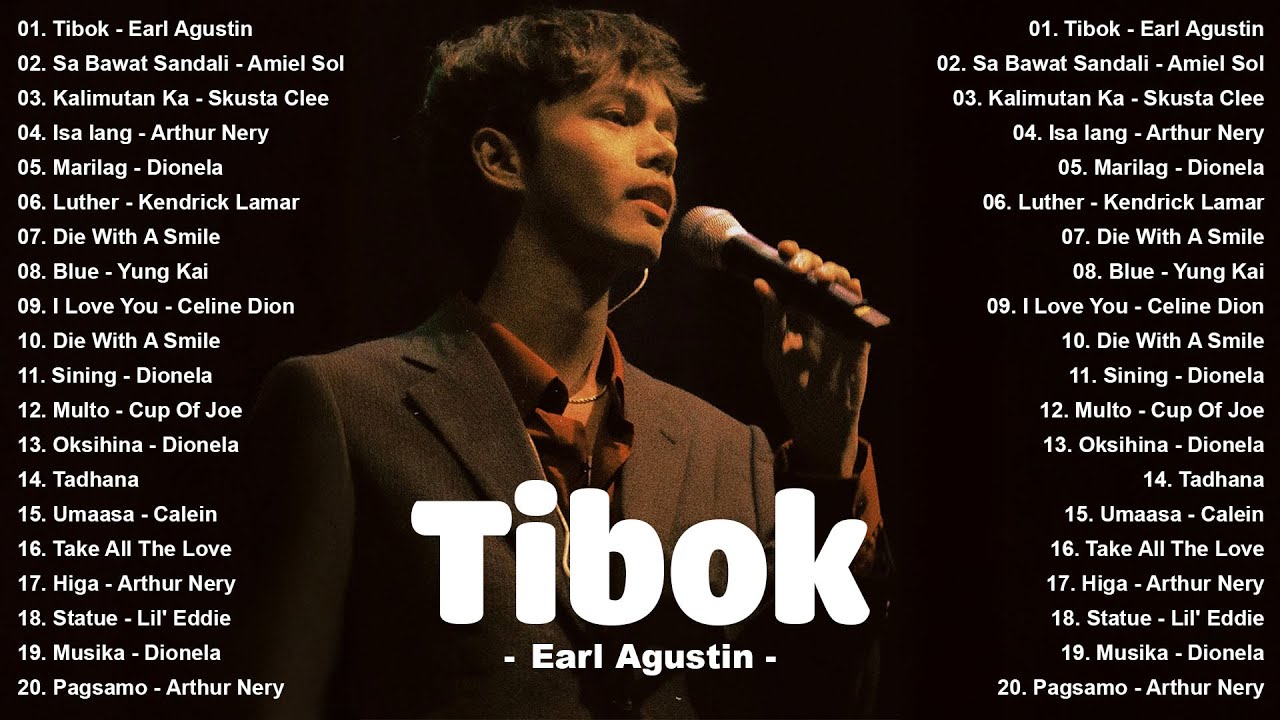 01. Tibok - Earl Agustin
02. Sa Bawat Sandali - Amiel Sol
03. Kalimutan Ka - Skusta Clee
04. Isa lang - Arthur Nery
05. Marilag - Dionela
06. Luther - Kendrick Lamar
07. Die With A Smile
08. Blue - Yung Kai
09. I Love You - Celine Dion
10. Die With A Smile
11. Sining - Dionela
12. Multo - Cup Of Joe
13. Oksihina - Dionela
14. Tadhana
15. Umaasa - Calein
16. Take All The Love
17. Higa - Arthur Nery
18. Statue - Lil' Eddie
19. Musika - Dionela
20. Pagsamo - Arthur Nery
Tibok
- Earl Agustin -
01. Tibok - Earl Agustin
02. Sa Bawat Sandali - Amiel Sol
03. Kalimutan Ka - Skusta Clee
04. Isa lang - Arthur Nery
05. Marilag - Dionela
06. Luther - Kendrick Lamar
07. Die With A Smile
08. Blue - Yung Kai
09. I Love You - Celine Dion
10. Die With A Smile
11. Sining - Dionela
12. Multo - Cup Of Joe
13. Oksihina - Dionela
14. Tadhana
15. Umaasa - Calein
16. Take All The Love
17. Higa - Arthur Nery
18. Statue - Lil' Eddie
19. Musika - Dionela
20. Pagsamo - Arthur Nery